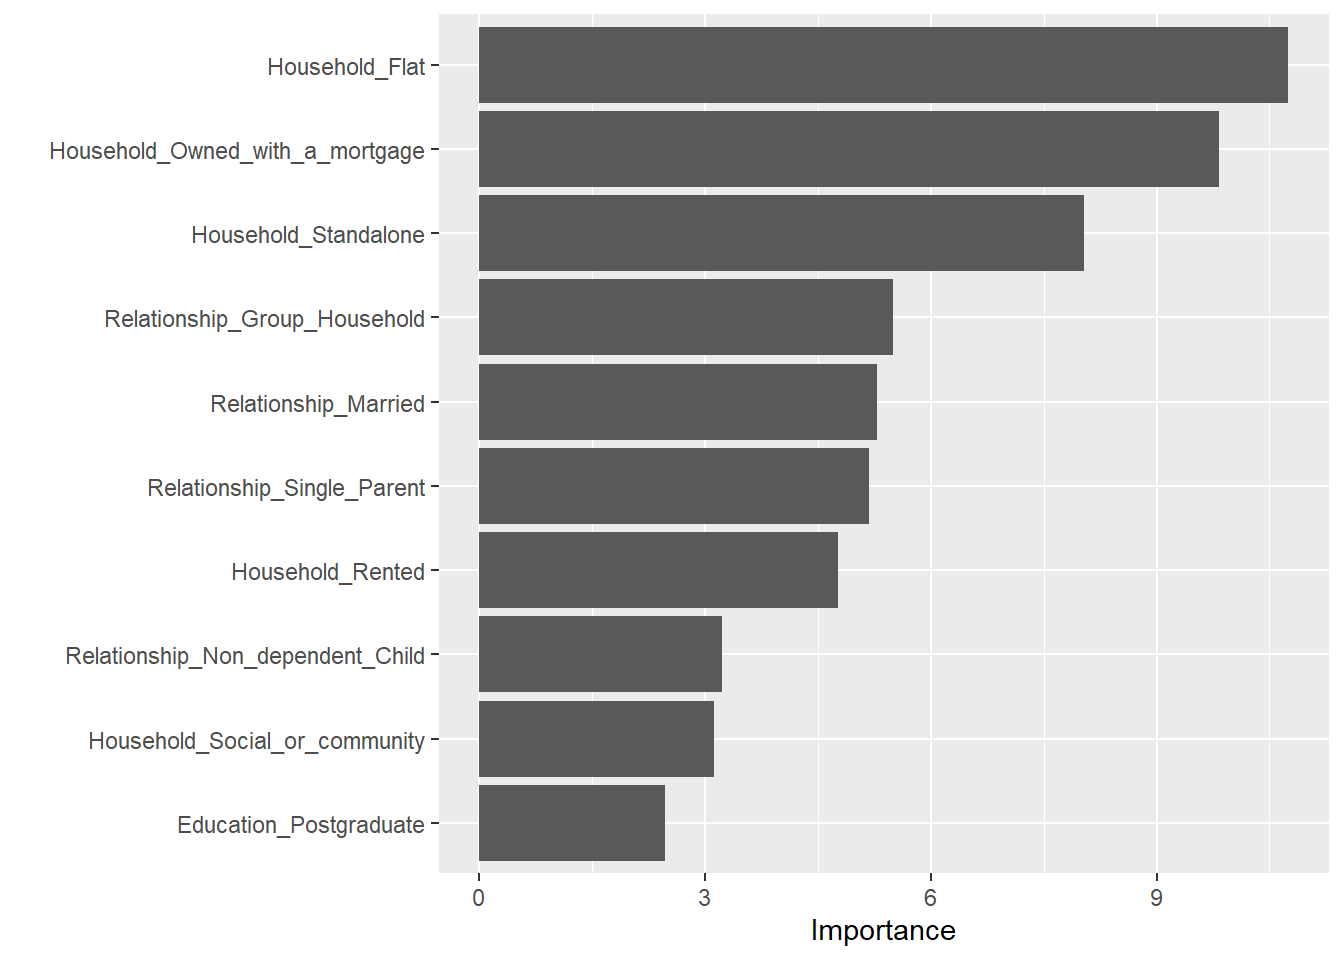 Household_Flat
Household_Owned_with_a_mortgage
Household_Standalone
Relationship_Group_Household
Relationship_Married
Relationship_Single_Parent
Household_Rented
Relationship_Non_dependent_Child
Household_Social_or_community
Education_Postgraduate
0 3 6 9
Importance